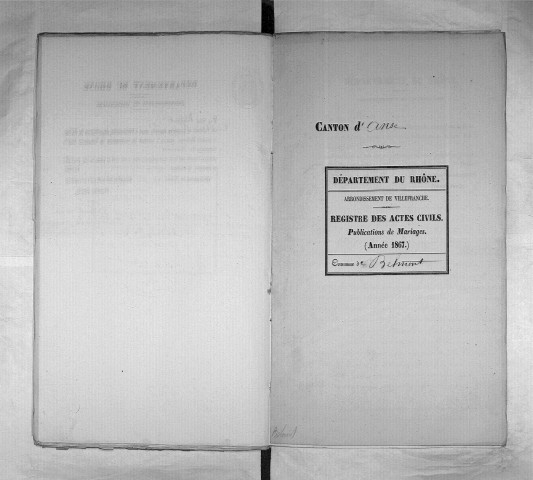 CANTON d'Anse
DÉPARTEMENT DU RHÔNE.
ARRONDISSEMENT DE VILLEFRANCHE.
REGISTRE DES ACTES CIVILS.
Publications de Mariages.
(Année 1867.)
Commune de Belmont